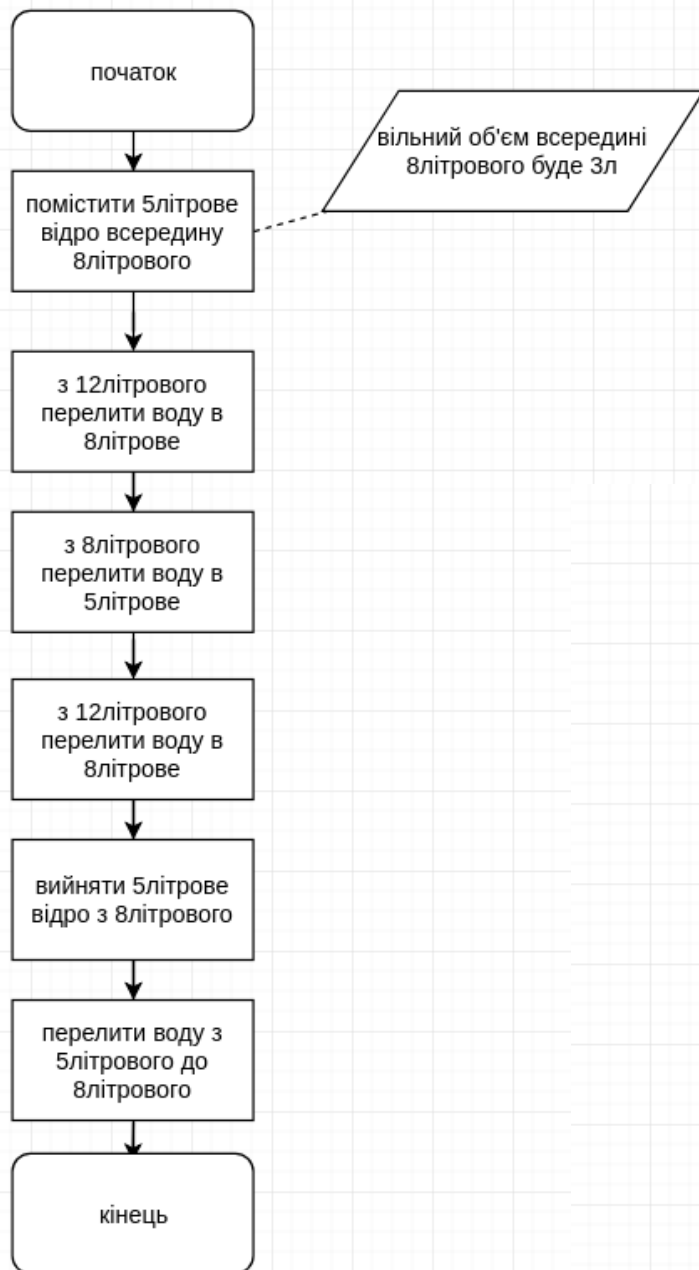 початок
вільний об'єм всередині
8літрового буде 3л
помістити 5літрове
відро всередину
8літрового
з 12літрового
перелити воду в
8літрове
з 8літрового
перелити воду в
5літрове
з 12літрового
перелити воду в
8літрове
вийняти 5літрове
відро з 8літрового
перелити воду з
5літрового до
8літрового
кінець